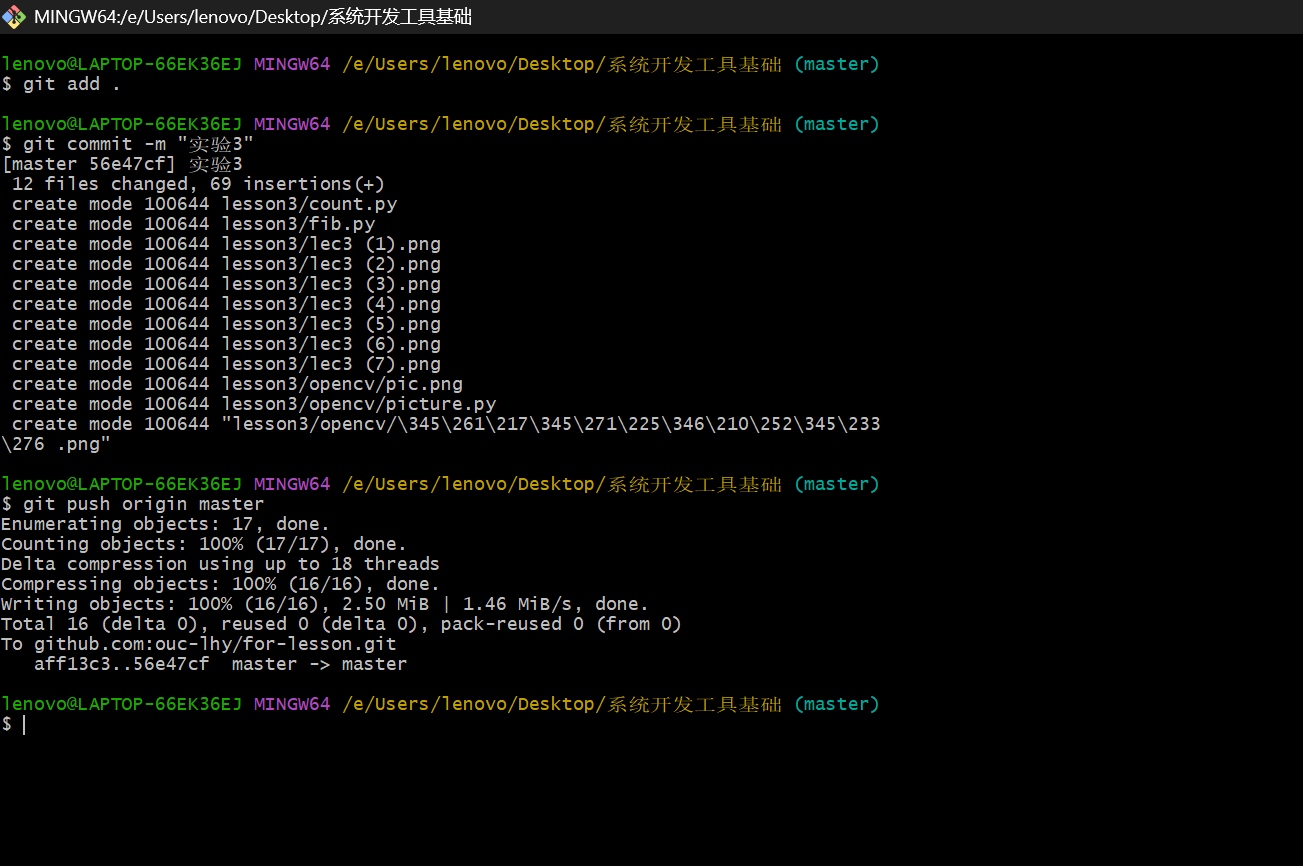 MINGW64:/e/Users/lenovo/Desktop/系统开发工具基础
lenovo@LAPTOP-66EK36EJ MINGW64 /e/Users/lenovo/Desktop/系统开发工具基础 (master)
$ git add .
lenovo@LAPTOP-66EK36EJ MINGW64 /e/Users/lenovo/Desktop/系统开发工具基础 (master)
$ git commit -m "实验3"
[master 56e47cf] 实验3
 12 files changed, 69 insertions(+)
 create mode 100644 lesson3/count.py
 create mode 100644 lesson3/fib.py
 create mode 100644 lesson3/lec3 (1).png
 create mode 100644 lesson3/lec3 (2).png
 create mode 100644 lesson3/lec3 (3).png
 create mode 100644 lesson3/lec3 (4).png
 create mode 100644 lesson3/lec3 (5).png
 create mode 100644 lesson3/lec3 (6).png
 create mode 100644 lesson3/lec3 (7).png
 create mode 100644 lesson3/opencv/pic.png
 create mode 100644 lesson3/opencv/picture.py
 create mode 100644 "lesson3/opencv/\345\261\217\345\271\225\346\210\252\345\233
\276 .png"
lenovo@LAPTOP-66EK36EJ MINGW64 /e/Users/lenovo/Desktop/系统开发工具基础 (master)
$ git push origin master
Enumerating objects: 17, done.
Counting objects: 100% (17/17), done.
Delta compression using up to 18 threads
Compressing objects: 100% (16/16), done.
Writing objects: 100% (16/16), 2.50 MiB | 1.46 MiB/s, done.
Total 16 (delta 0), reused 0 (delta 0), pack-reused 0 (from 0)
To github.com:ouc-lhy/for-lesson.git
   aff13c3..56e47cf  master -> master
lenovo@LAPTOP-66EK36EJ MINGW64 /e/Users/lenovo/Desktop/系统开发工具基础 (master)
$